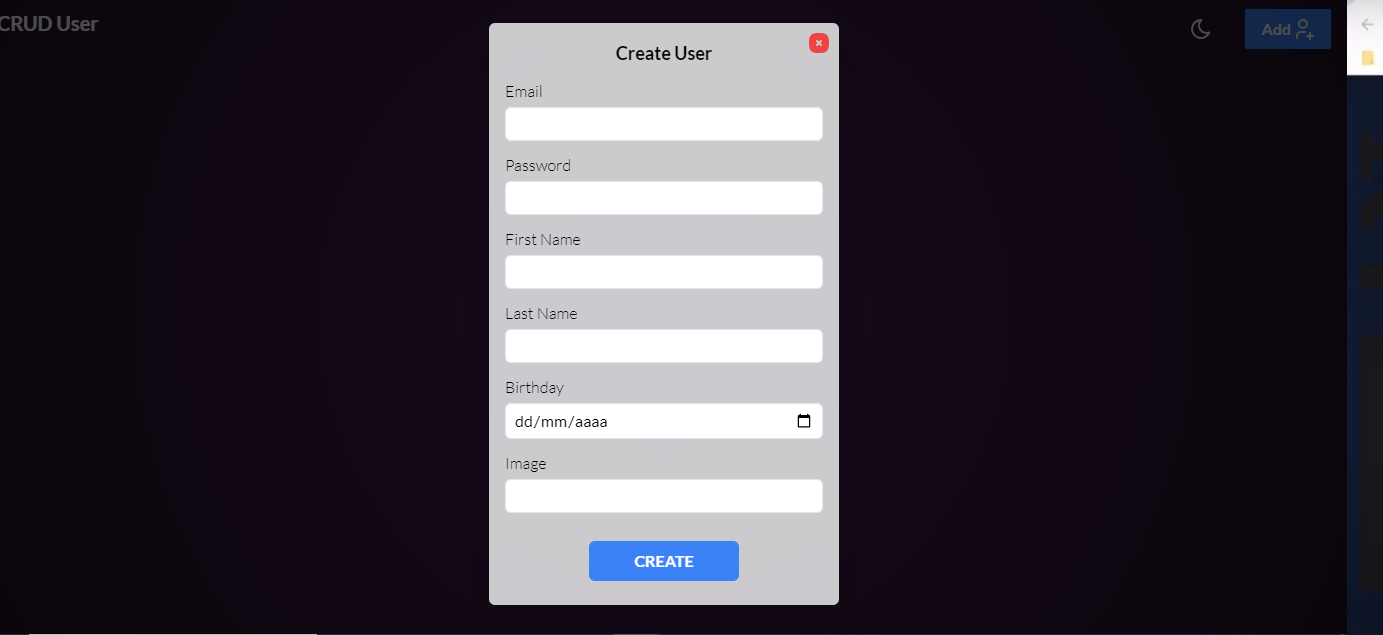 CRUD User
Add
Create User
Email
Password
First Name
Last Name
Birthday
dd/mm/aaaa
Image
CREATE